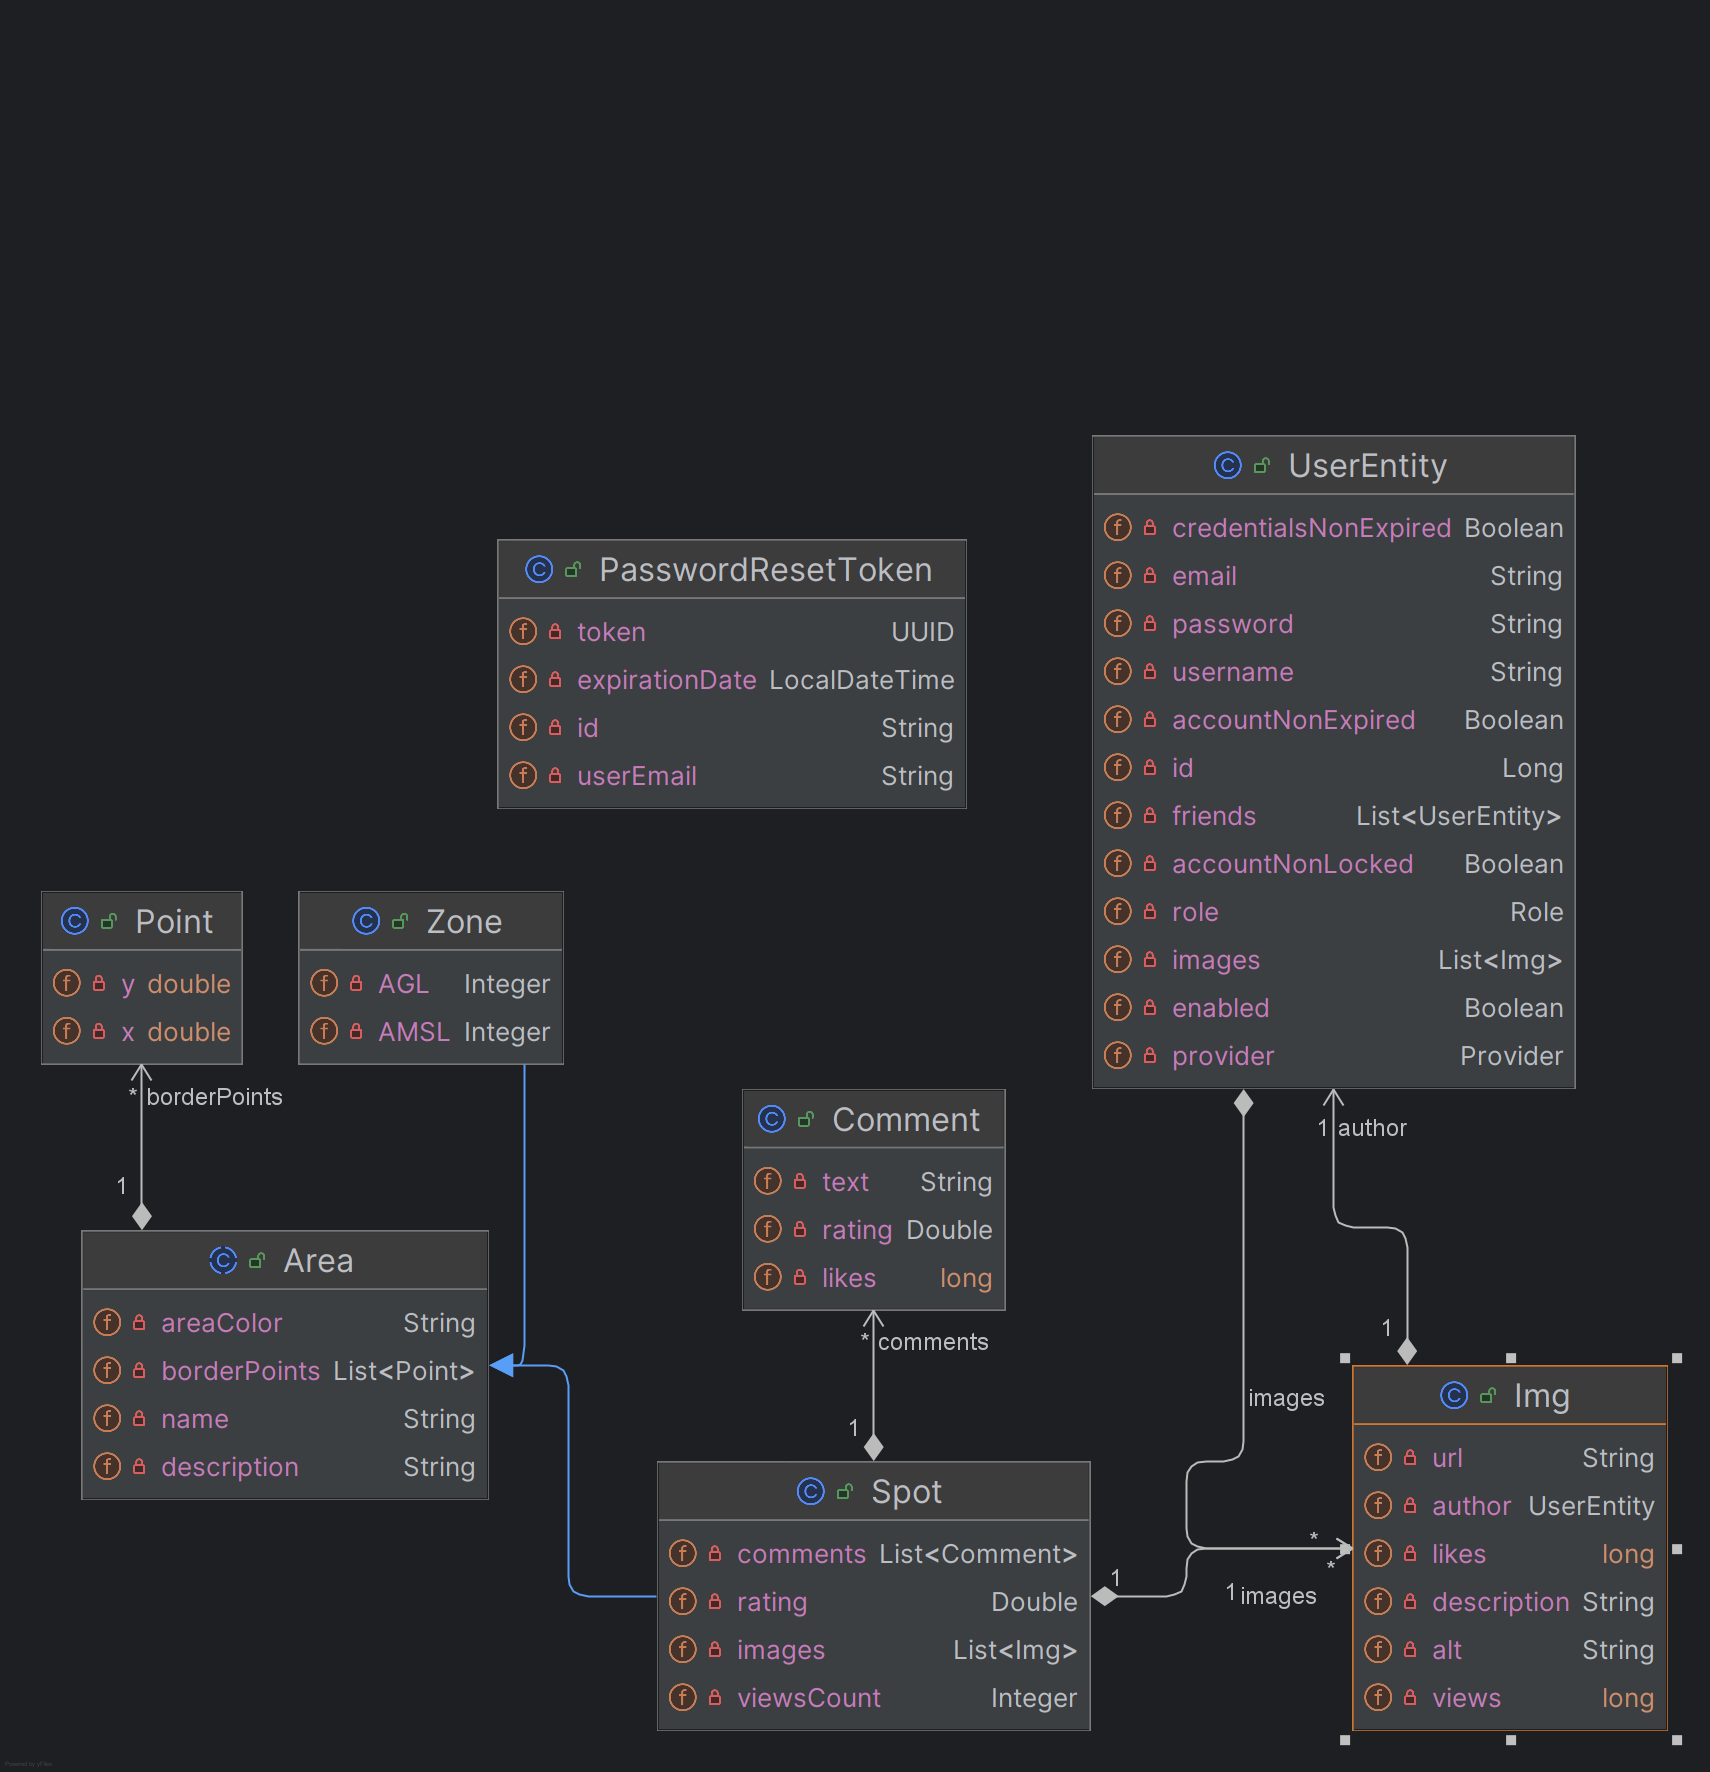 UserEntity
credentialsNonExpired Boolean
email String
password String
username String
accountNonExpired Boolean
id Long
friends List<UserEntity>
accountNonLocked Boolean
role Role
images List<Img>
enabled Boolean
provider Provider
PasswordResetToken
token UUID
expirationDate LocalDateTime
id String
userEmail String
Point
y double
x double
Zone
AGL Integer
AMSL Integer
* borderPoints
1
Comment
text String
rating Double
likes long
1 author
1
Area
areaColor String
borderPoints List<Point>
name String
description String
* comments
1
images
Img
url String
author UserEntity
likes long
description String
alt String
views long
Spot
comments List<Comment>
rating Double
images List<Img>
viewsCount Integer
*
*
1
1 images
Powered by yFiles